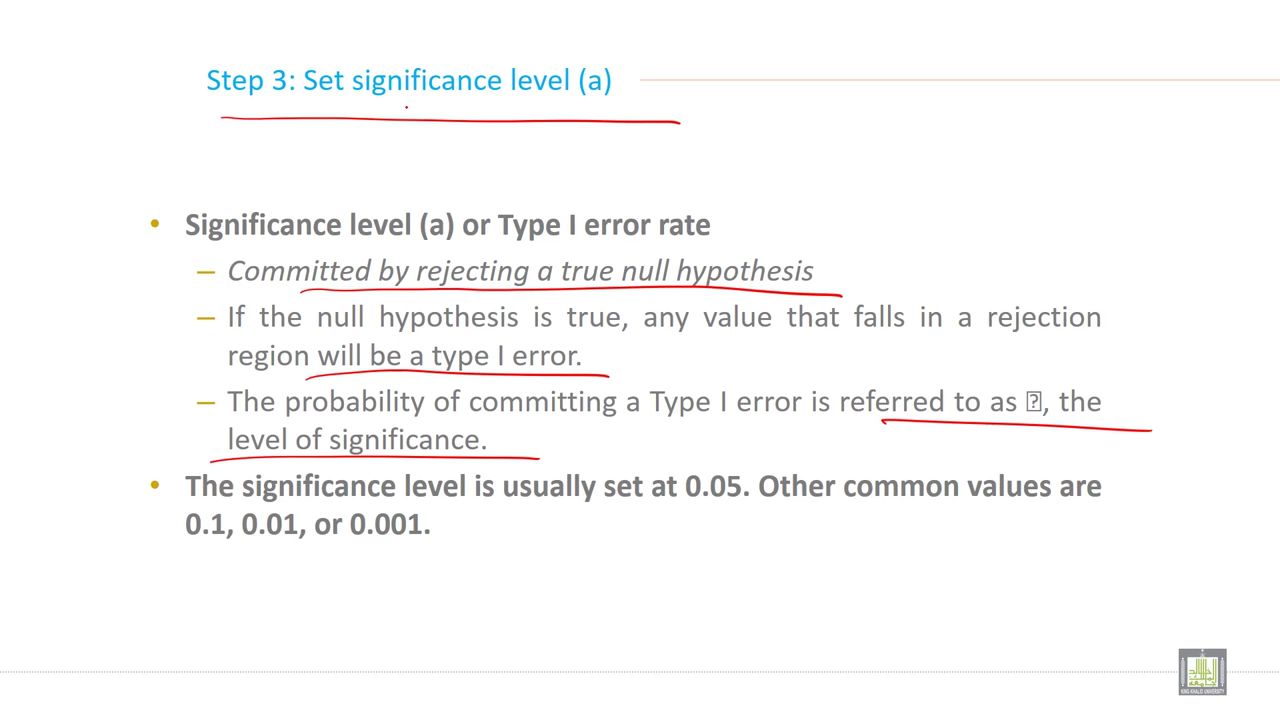 Step 3: Set significance level (a)
• Significance level (a) or Type I error rate
– Committed by rejecting a true null hypothesis
– If the null hypothesis is true, any value that falls in a rejection
region will be a type I error.
– The probability of committing a Type I error is referred to as ⍰, the
level of significance.
• The significance level is usually set at 0.05. Other common values are
0.1, 0.01, or 0.001.
KING KHALID UNIVERSITY